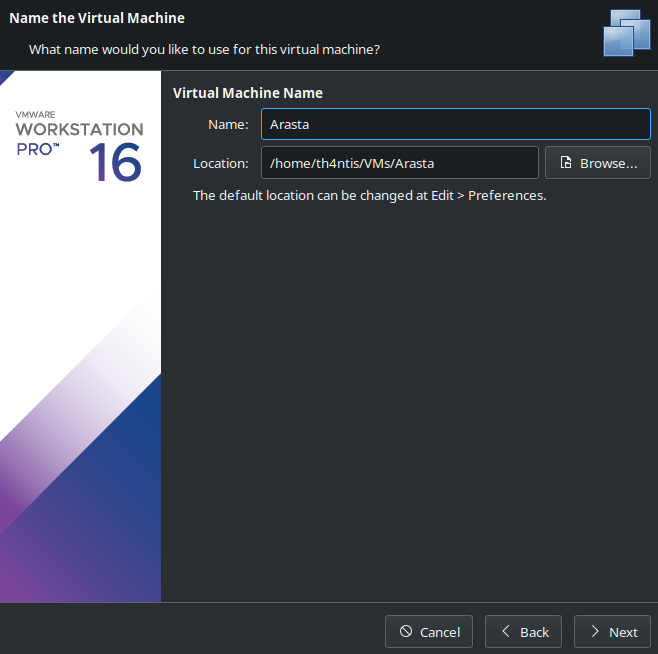 Name the Virtual Machine
What name would you like to use for this virtual machine?
VMWARE
WORKSTATION
PRO™ 16
Virtual Machine Name
Name: Arasta
Location: /home/th4ntis/VMs/Arasta Browse...
The default location can be changed at Edit > Preferences.
Cancel Back Next